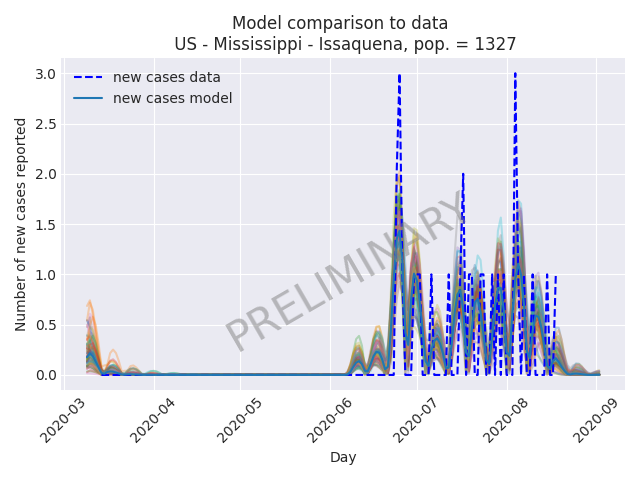 Model comparison to data
US - Mississippi - Issaquena, pop. = 1327
new cases data
new cases model
PRELIMINARY
Number of new cases reported
3.0
2.5
2.0
1.5
1.0
0.5
0.0
2020-03
2020-04
2020-05
2020-06
2020-07
2020-08
2020-09
Day